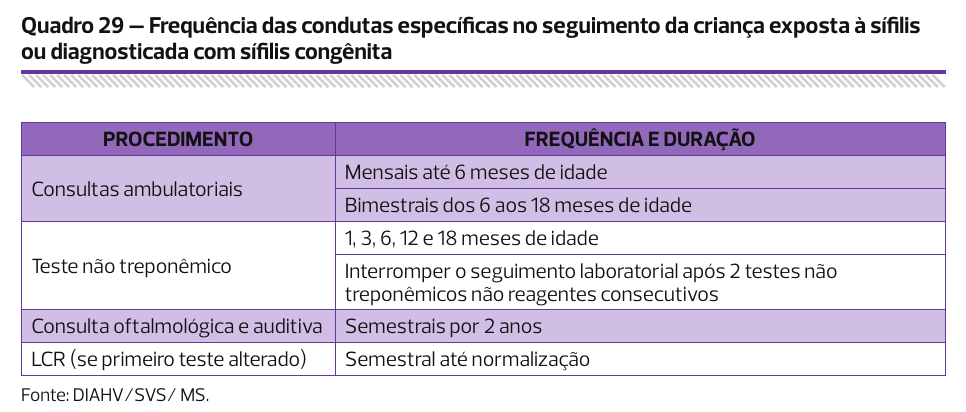 Quadro 29 — Frequência das condutas específicas no seguimento da criança exposta à sífilis
ou diagnosticada com sífilis congênita
PROCEDIMENTO
FREQUÊNCIA E DURAÇÃO
Consultas ambulatoriais
Mensais até 6 meses de idade
Bimestrais dos 6 aos 18 meses de idade
Teste não treponêmico
1, 3, 6, 12 e 18 meses de idade
Interromper o seguimento laboratorial após 2 testes não
treponêmicos não reagentes consecutivos
Consulta oftalmológica e auditiva
Semestrais por 2 anos
LCR (se primeiro teste alterado)
Semestral até normalização
Fonte: DIAHV/SVS/ MS.